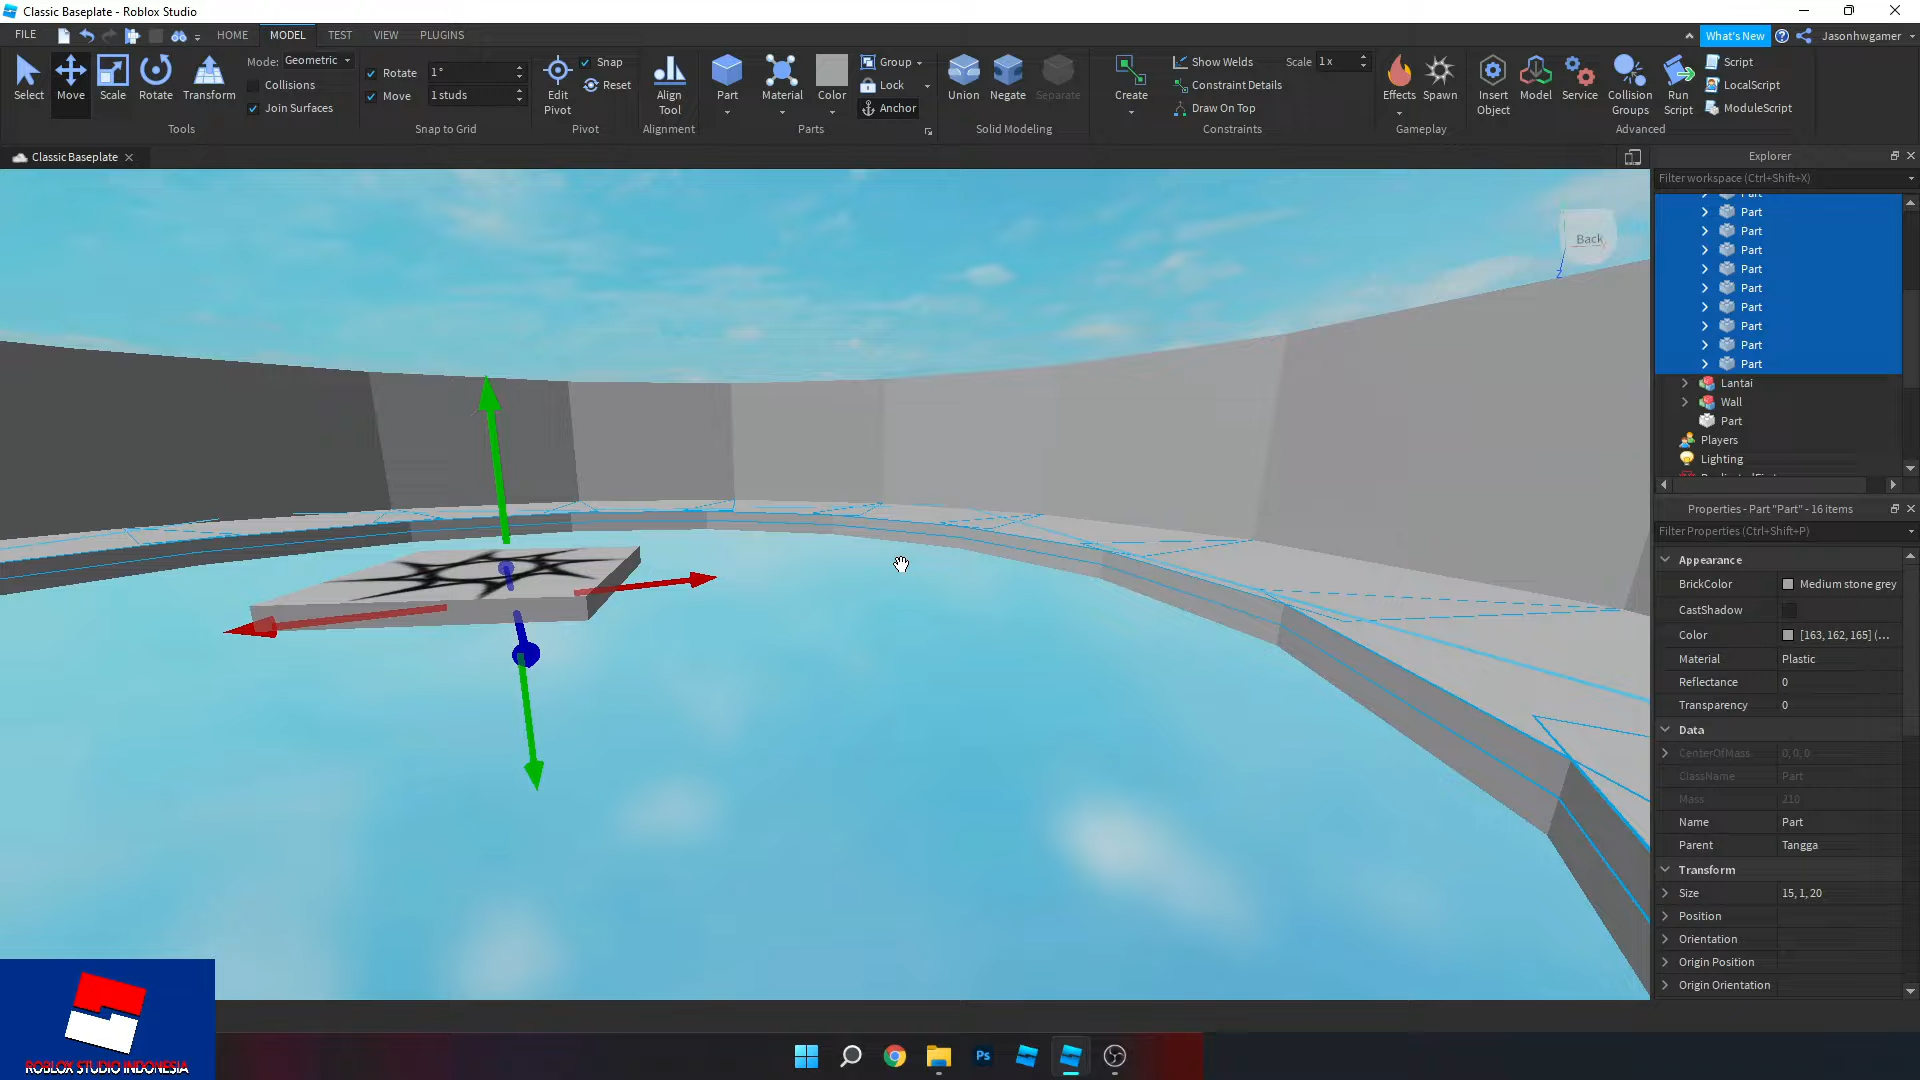 Classic Baseplate - Roblox Studio
FILE HOME MODEL TEST VIEW PLUGINS
What's New
Jasonhwgamer
Select
Move
Scale
Rotate
Transform
Mode: Geometric
Collisions
Join Surfaces
Tools
Rotate 1°
Move 1 studs
Snap to Grid
Edit
Pivot
Snap
Reset
Pivot
Align
Tool
Alignment
Part
Material
Color
Group
Lock
Anchor
Parts
Union
Negate
Separate
Solid Modeling
Create
Show Welds
Constraint Details
Draw On Top
Scale 1 x
Constraints
Effects
Spawn
Gameplay
Insert
Object
Model
Service
Collision
Groups
Run
Script
Script
LocalScript
ModuleScript
Advanced
Classic Baseplate
Back
Z
Explorer
Filter workspace (Ctrl+Shift+X)
Part
Part
Part
Part
Part
Part
Part
Part
Part
Part
Lantai
Wall
Part
Players
Lighting
Properties - Part "Part" - 16 items
Filter Properties (Ctrl+Shift+P)
Appearance
BrickColor Medium stone grey
CastShadow
Color [163, 162, 165] (...
Material Plastic
Reflectance 0
Transparency 0
Data
CenterOfMass 0, 0, 0
ClassName Part
Mass 210
Name Part
Parent Tangga
Transform
Size 15, 1, 20
Position
Orientation
Origin Position
Origin Orientation
ROBLOX STUDIO INDONESIA
Ps